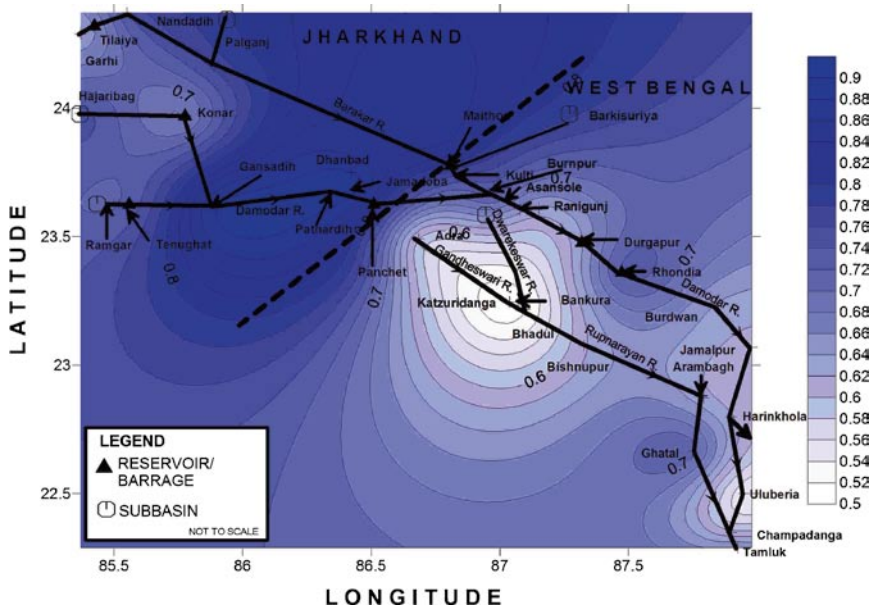 JHARKHAND
WEST BENGAL
Nandadih
Palganj
Tilaiya
Garhi
Hajaribag
0.7
Konar
Barakar R.
Maithon
Barkisuriya
Gansadih
Dhanbad
Jamadoba
Kulti
Burnpur
0.7
Asansole
Ranigunj
Damodar R.
Pathardih
Ramgar
Tenughat
0.8
Panchet
0.7
Adra
0.6
Dwarekeswar R.
Gandheswari R.
Durgapur
Rhondia
0.7
Damodar R.
Katzuridanga
Bankura
Burdwan
Bhadul
Rupnarayan R.
Jamalpur
0.6
Bishnupur
Arambagh
Harinkhola
Ghatal
0.7
Uluberia
Champadanga
Tamluk
LEGEND
RESERVOIR/
BARRAGE
SUBBASIN
NOT TO SCALE
LATITUDE
24
23.5
23
22.5
85.5
86
86.5
87
87.5
LONGITUDE
0.9
0.88
0.86
0.84
0.82
0.8
0.78
0.76
0.74
0.72
0.7
0.68
0.66
0.64
0.62
0.6
0.58
0.56
0.54
0.52
0.5